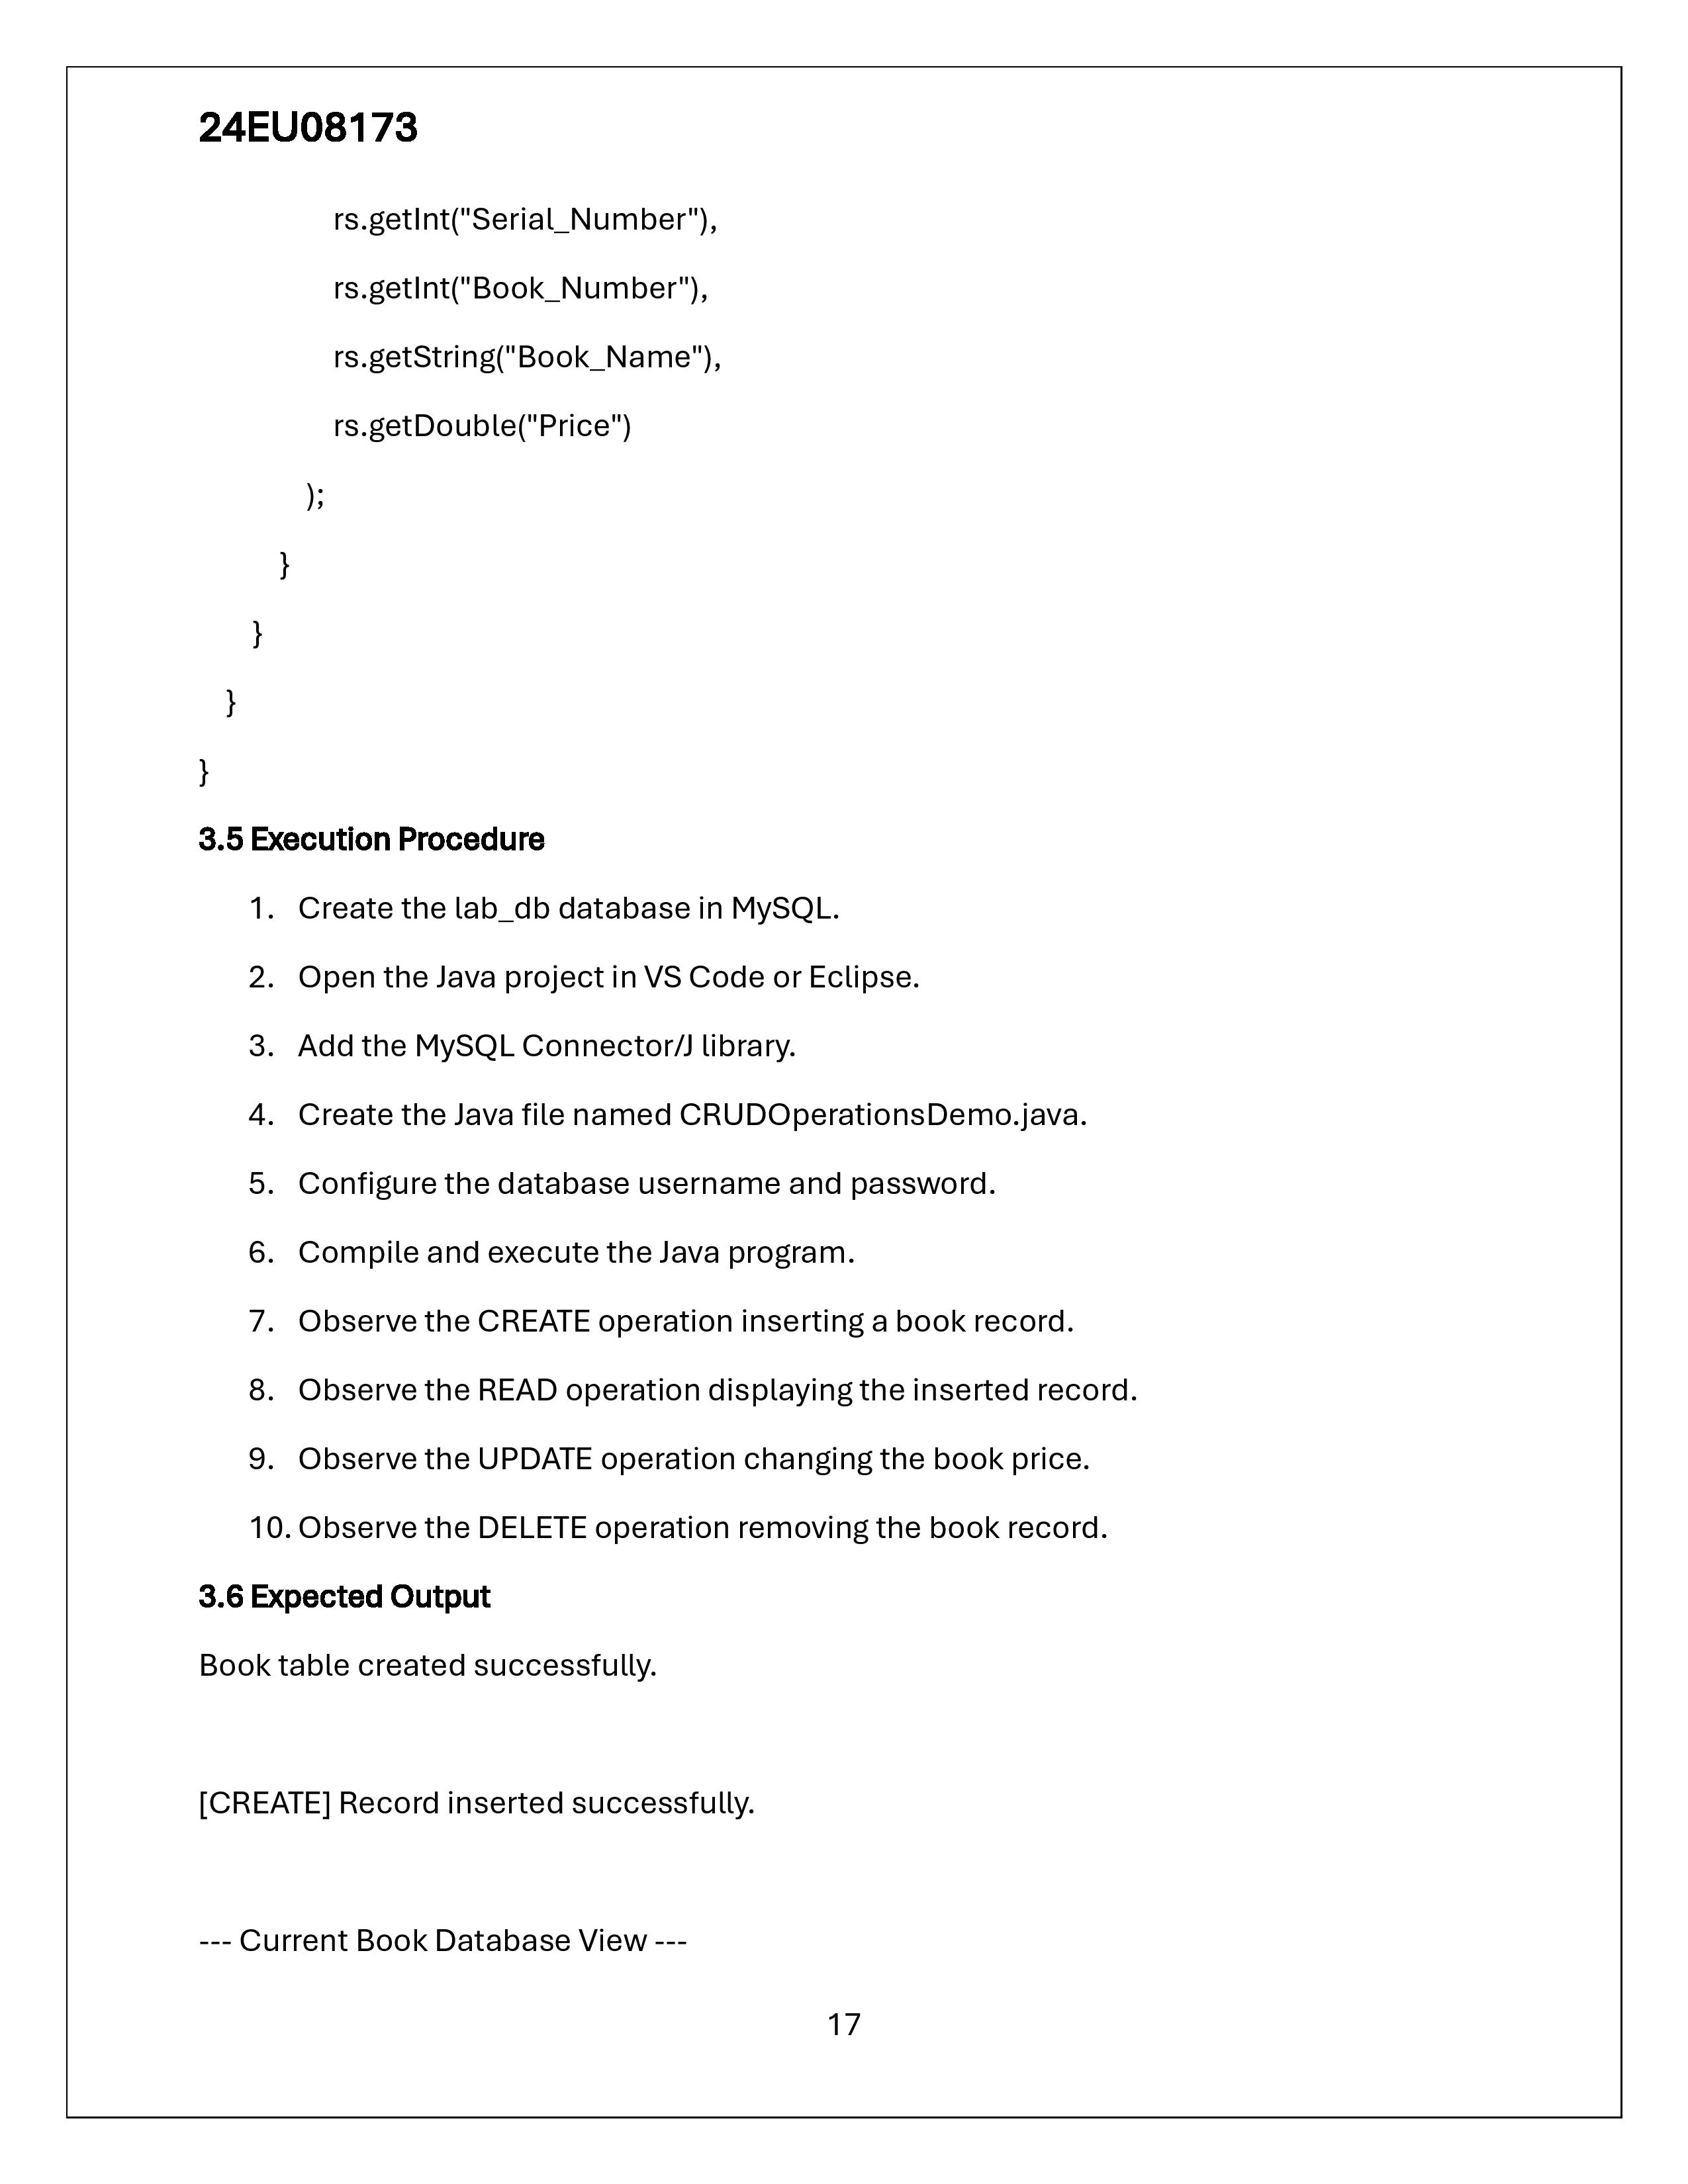 24EU08173
rs.getInt("Serial_Number"),
rs.getInt("Book_Number"),
rs.getString("Book_Name"),
rs.getDouble("Price")
);
}
}
}
}
3.5 Execution Procedure
1. Create the lab_db database in MySQL.
2. Open the Java project in VS Code or Eclipse.
3. Add the MySQL Connector/J library.
4. Create the Java file named CRUDOperationsDemo.java.
5. Configure the database username and password.
6. Compile and execute the Java program.
7. Observe the CREATE operation inserting a book record.
8. Observe the READ operation displaying the inserted record.
9. Observe the UPDATE operation changing the book price.
10. Observe the DELETE operation removing the book record.
3.6 Expected Output
Book table created successfully.
[CREATE] Record inserted successfully.
--- Current Book Database View ---
17